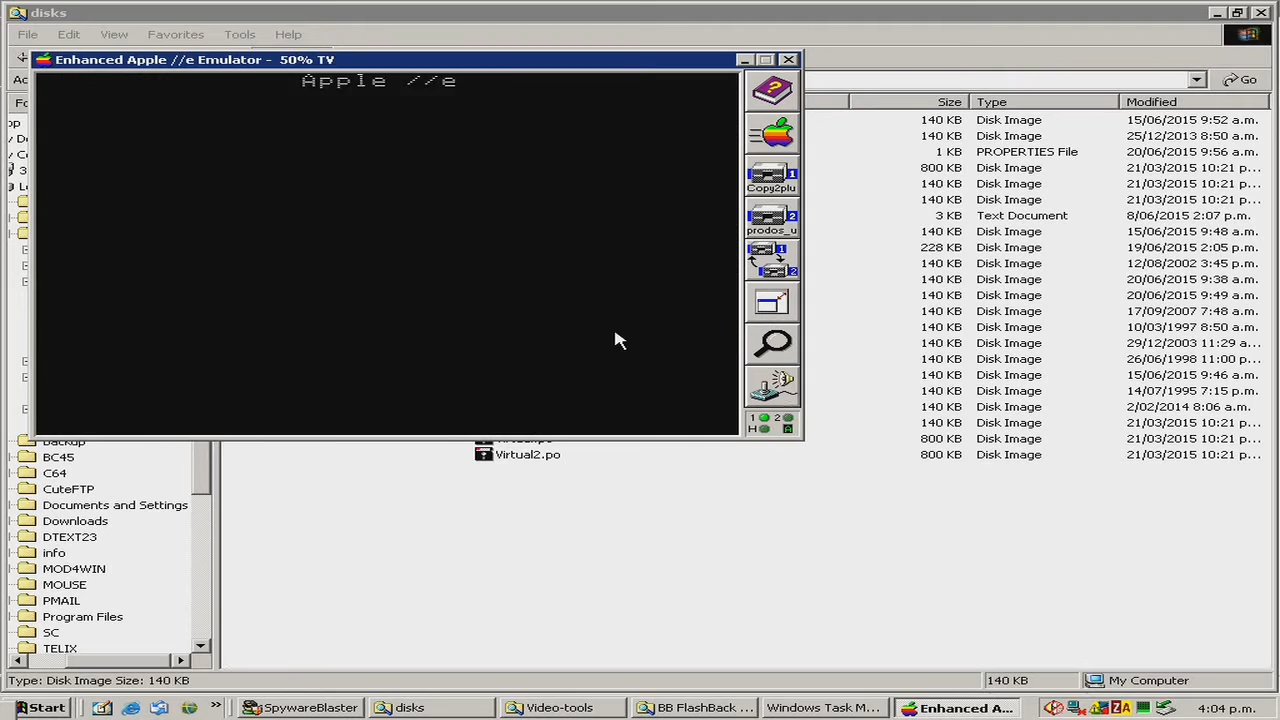 disks
File Edit View Favorites Tools Help
Enhanced Apple //e Emulator - 50% TV
Apple //e
Go
Size Type Modified
140 KB Disk Image 15/06/2015 9:52 a.m.
140 KB Disk Image 25/12/2013 8:50 a.m.
1 KB PROPERTIES File 20/06/2015 9:56 a.m.
800 KB Disk Image 21/03/2015 10:21 p...
140 KB Disk Image 21/03/2015 10:21 p...
140 KB Disk Image 21/03/2015 10:21 p...
3 KB Text Document 8/06/2015 2:07 p.m.
140 KB Disk Image 15/06/2015 9:48 a.m.
228 KB Disk Image 19/06/2015 2:05 p.m.
140 KB Disk Image 12/08/2002 3:45 p.m.
140 KB Disk Image 20/06/2015 9:38 a.m.
140 KB Disk Image 20/06/2015 9:49 a.m.
140 KB Disk Image 17/09/2007 7:48 a.m.
140 KB Disk Image 10/03/1997 8:50 a.m.
140 KB Disk Image 29/12/2003 11:29 a...
140 KB Disk Image 26/06/1998 11:00 p...
140 KB Disk Image 15/06/2015 9:46 a.m.
140 KB Disk Image 14/07/1995 7:15 p.m.
140 KB Disk Image 2/02/2014 8:06 a.m.
140 KB Disk Image 21/03/2015 10:21 p...
800 KB Disk Image 21/03/2015 10:21 p...
Virtual2.po 800 KB Disk Image 21/03/2015 10:21 p...
1
Copy2plu
2
prodos_u
1
2
1 2
H A
Backup
BC45
C64
CuteFTP
Documents and Settings
Downloads
DTEXT23
info
MOD4WIN
MOUSE
PMAIL
Program Files
SC
TELIX
Type: Disk Image Size: 140 KB 140 KB My Computer
Start SpywareBlaster disks Video-tools BB FlashBack ... Windows Task M... Enhanced A... ZA 4:04 p.m.